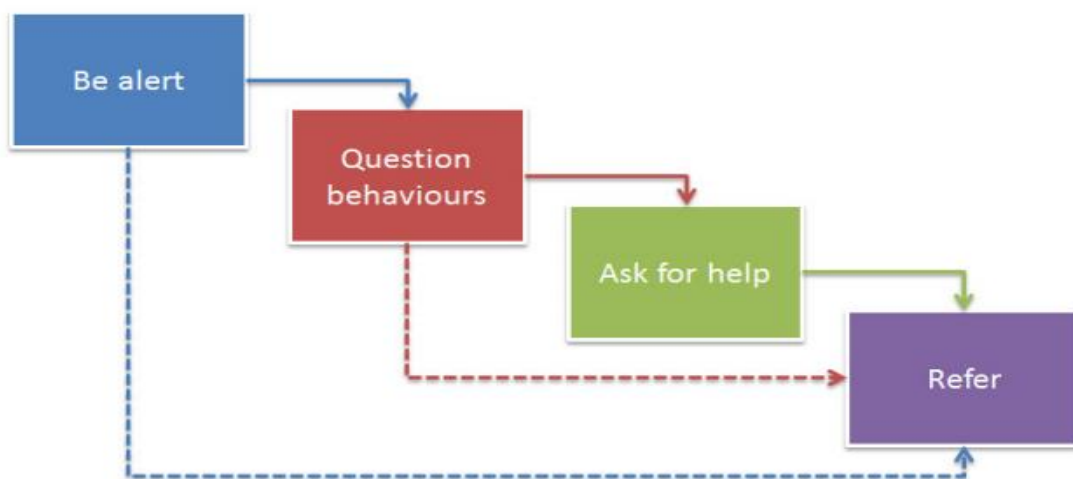 Be alert
Question
behaviours
Ask for help
Refer